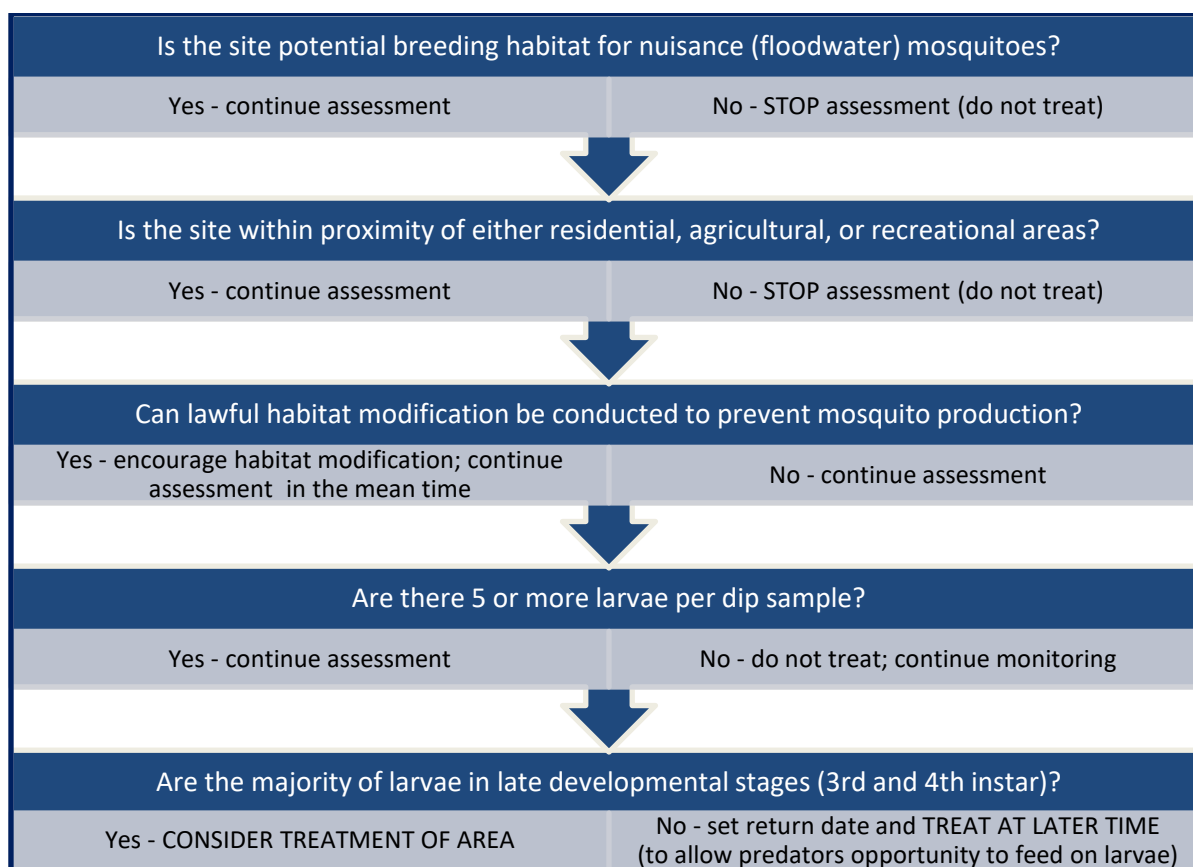 Is the site potential breeding habitat for nuisance (floodwater) mosquitoes?
Yes - continue assessment
No - STOP assessment (do not treat)
Is the site within proximity of either residential, agricultural, or recreational areas?
Yes - continue assessment
No - STOP assessment (do not treat)
Can lawful habitat modification be conducted to prevent mosquito production?
Yes - encourage habitat modification; continue
assessment in the mean time
No - continue assessment
Are there 5 or more larvae per dip sample?
Yes - continue assessment
No - do not treat; continue monitoring
Are the majority of larvae in late developmental stages (3rd and 4th instar)?
Yes - CONSIDER TREATMENT OF AREA
No - set return date and TREAT AT LATER TIME
(to allow predators opportunity to feed on larvae)